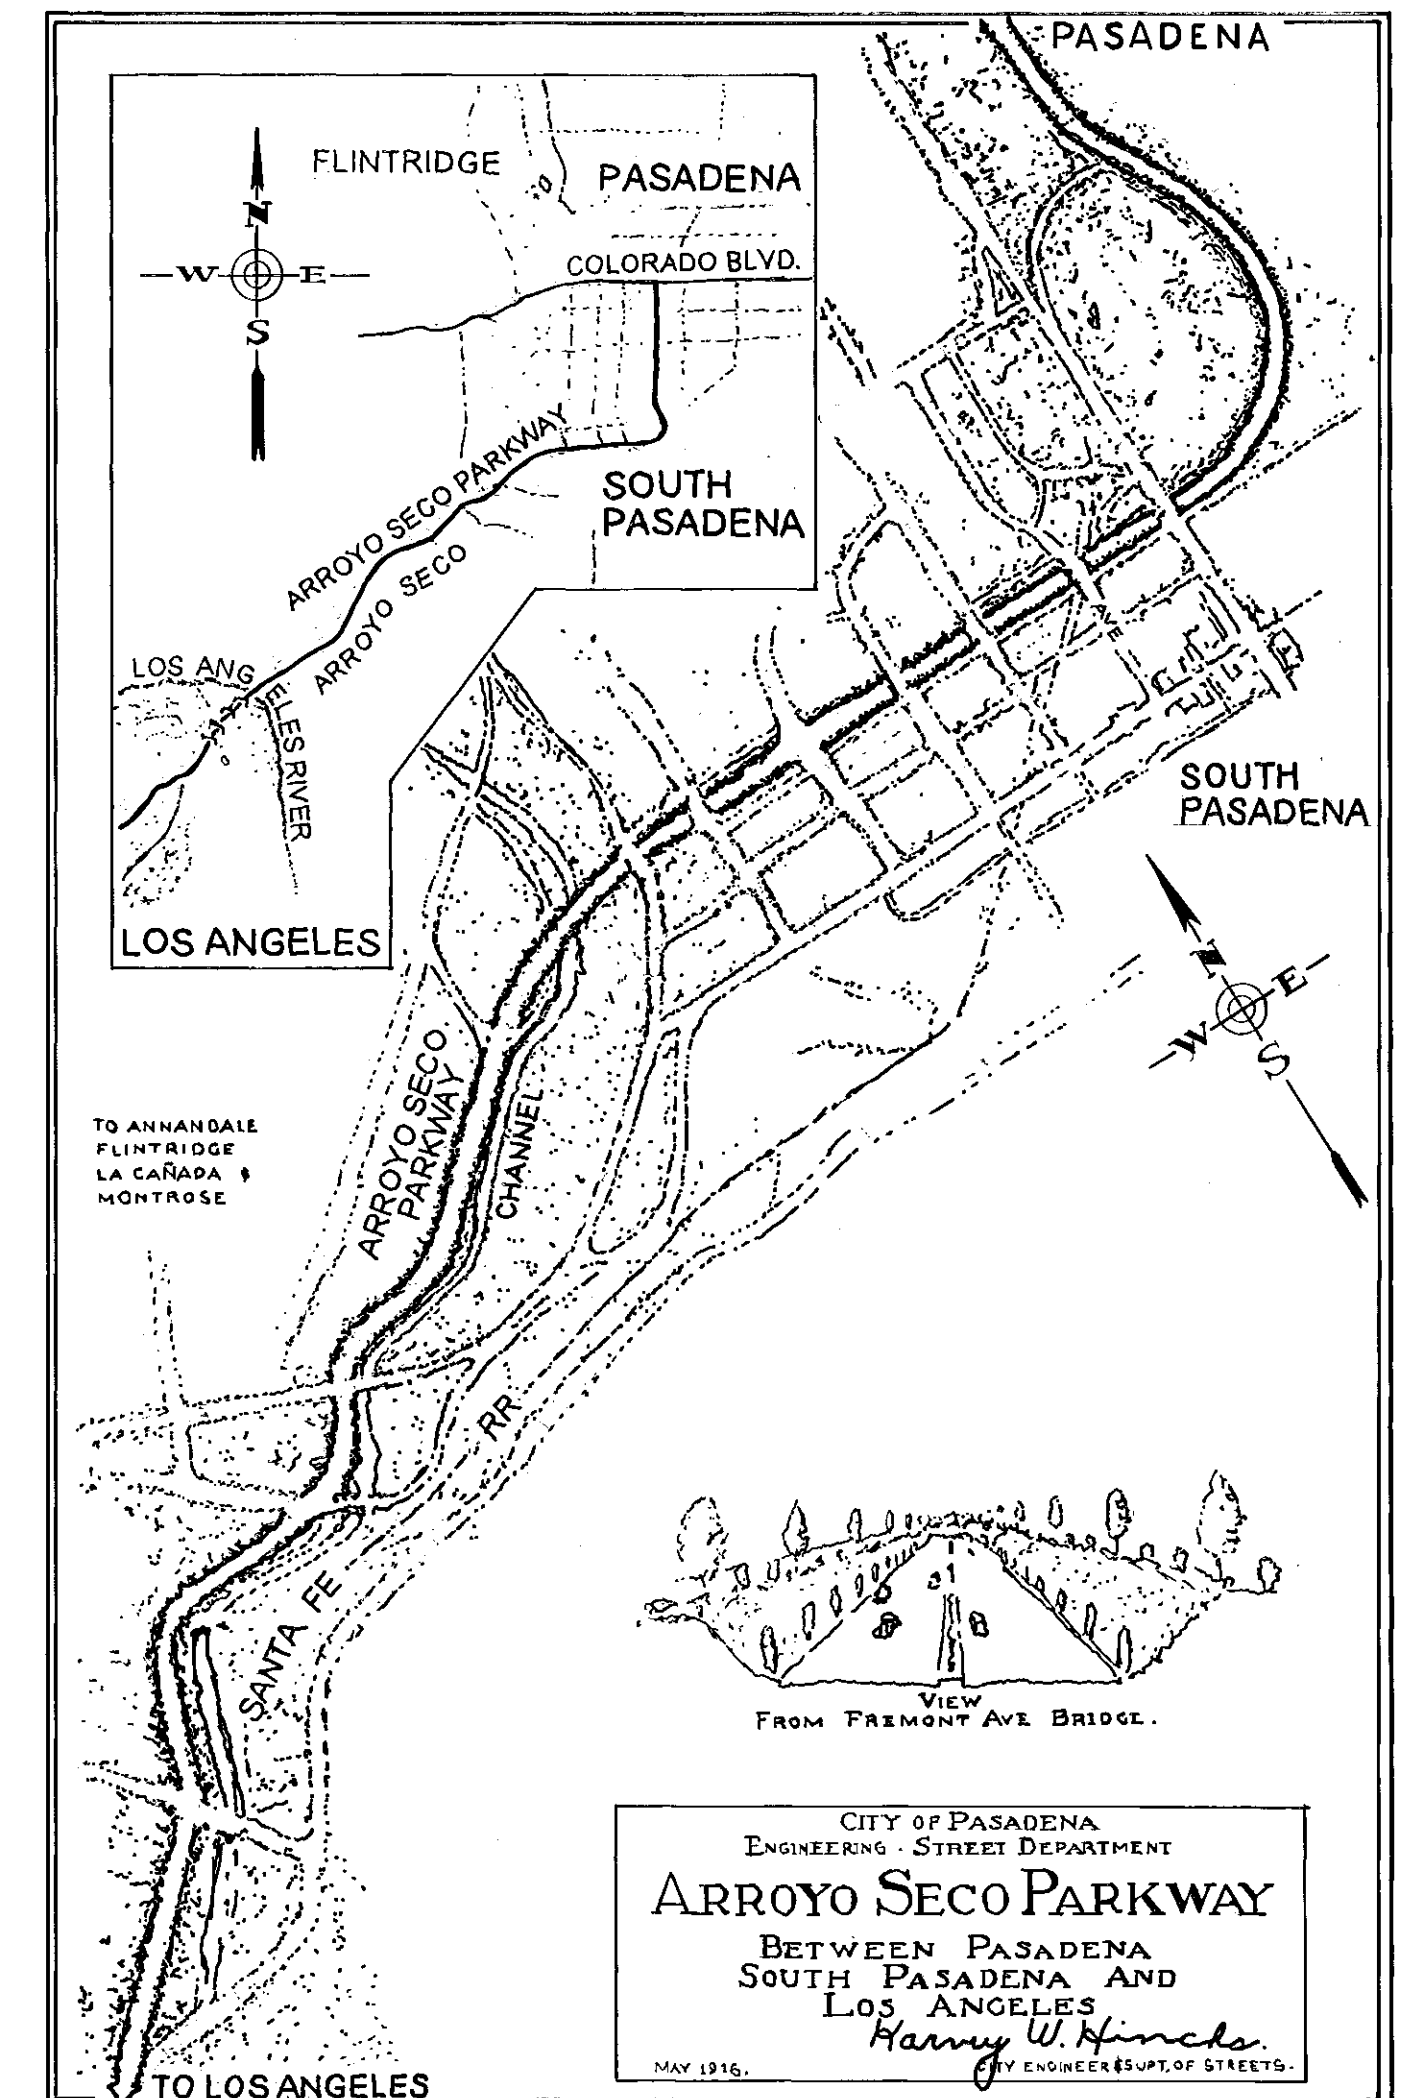 PASADENA
FLINTRIDGE
PASADENA
N
W E
S
COLORADO BLVD.
ARROYO SECO PARKWAY
SOUTH
PASADENA
ARROYO SECO
LOS ANGELES RIVER
LOS ANGELES
AVE
SOUTH
PASADENA
N
W E
S
ARROYO SECO
PARKWAY
CHANNEL
TO ANNANDALE
FLINTRIDGE
LA CAÑADA &
MONTROSE
SANTA FE RR
VIEW
FROM FREMONT AVE BRIDGE.
CITY OF PASADENA
ENGINEERING · STREET DEPARTMENT
ARROYO SECO PARKWAY
BETWEEN PASADENA
SOUTH PASADENA AND
LOS ANGELES
Harvey W. Hincks.
MAY 1916.
CITY ENGINEER & SUPT. OF STREETS.
TO LOS ANGELES